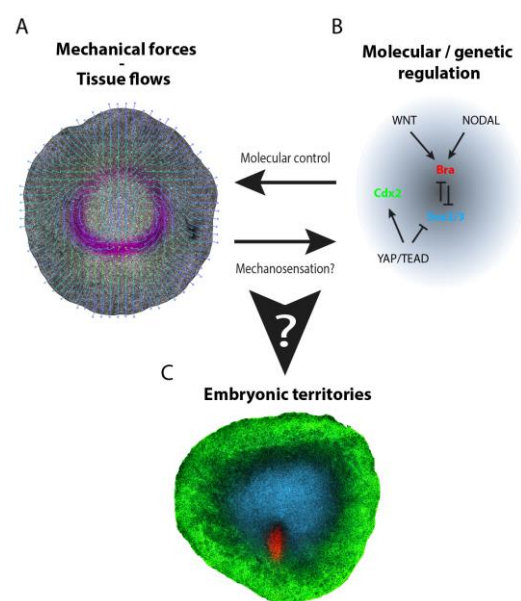 A
Mechanical forces
-
Tissue flows
B
Molecular / genetic
regulation
WNT
NODAL
Bra
Cdx2
YAP/TEAD
Molecular control
Mechanosensation?
?
C
Embryonic territories